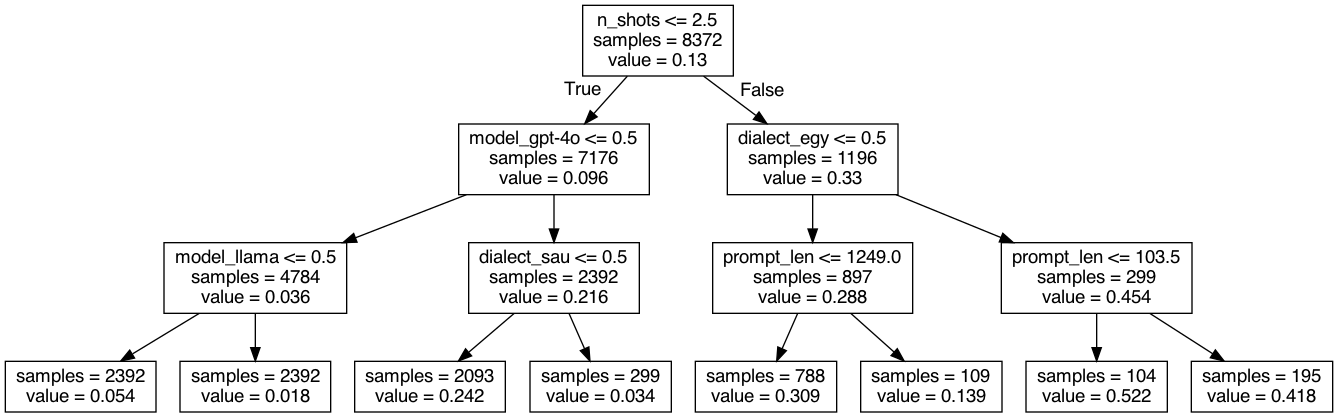 n_shots <= 2.5
samples = 8372
value = 0.13
True
False
model_gpt-4o <= 0.5
samples = 7176
value = 0.096
dialect_egy <= 0.5
samples = 1196
value = 0.33
model_llama <= 0.5
samples = 4784
value = 0.036
dialect_sau <= 0.5
samples = 2392
value = 0.216
prompt_len <= 1249.0
samples = 897
value = 0.288
prompt_len <= 103.5
samples = 299
value = 0.454
samples = 2392
value = 0.054
samples = 2392
value = 0.018
samples = 2093
value = 0.242
samples = 299
value = 0.034
samples = 788
value = 0.309
samples = 109
value = 0.139
samples = 104
value = 0.522
samples = 195
value = 0.418